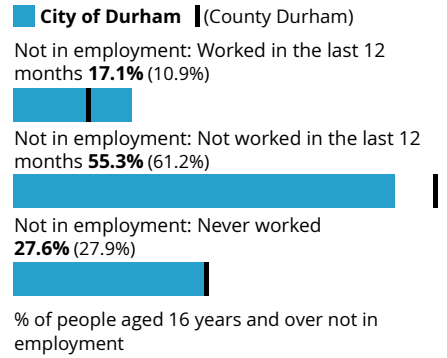 City of Durham (County Durham)
Not in employment: Worked in the last 12
months 17.1% (10.9%)
Not in employment: Not worked in the last 12
months 55.3% (61.2%)
Not in employment: Never worked
27.6% (27.9%)
% of people aged 16 years and over not in
employment